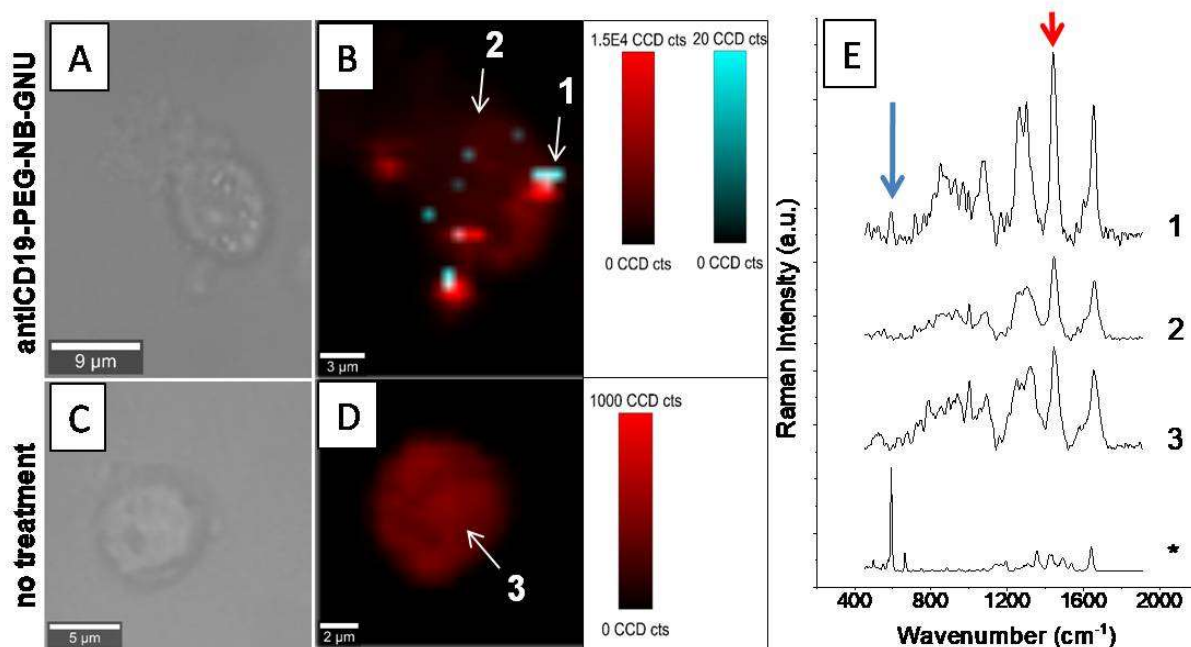 antiCD19-PEG-NB-GNU
A
9 µm
B
2
1
3 µm
1.5E4 CCD cts
20 CCD cts
0 CCD cts
0 CCD cts
no treatment
C
5 µm
D
3
2 µm
1000 CCD cts
0 CCD cts
E
Raman Intensity (a.u.)
1
2
3
*
400 800 1200 1600 2000
Wavenumber (cm⁻¹)